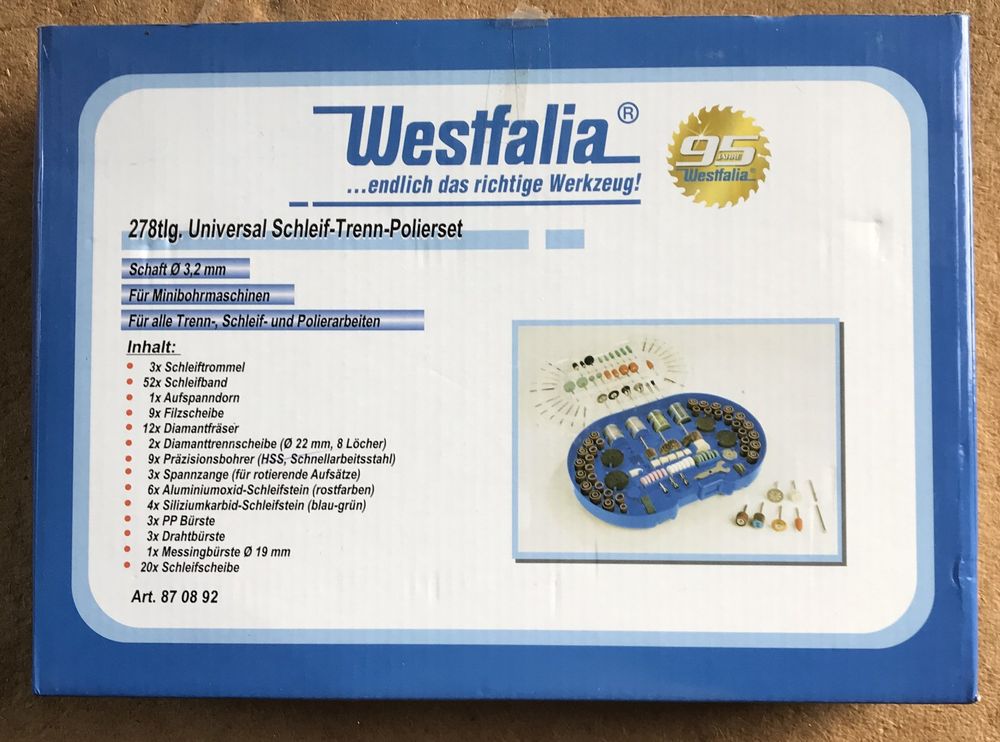 Westfalia®
...endlich das richtige Werkzeug!
95
JAHRE
Westfalia®
278tlg. Universal Schleif-Trenn-Polierset
Schaft Ø 3,2 mm
Für Minibohrmaschinen
Für alle Trenn-, Schleif- und Polierarbeiten
Inhalt:
3x Schleiftrommel
52x Schleifband
1x Aufspanndorn
9x Filzscheibe
12x Diamantfräser
2x Diamanttrennscheibe (Ø 22 mm, 8 Löcher)
9x Präzisionsbohrer (HSS, Schnellarbeitsstahl)
3x Spannzange (für rotierende Aufsätze)
6x Aluminiumoxid-Schleifstein (rostfarben)
4x Siliziumkarbid-Schleifstein (blau-grün)
3x PP Bürste
3x Drahtbürste
1x Messingbürste Ø 19 mm
20x Schleifscheibe
Art. 87 08 92